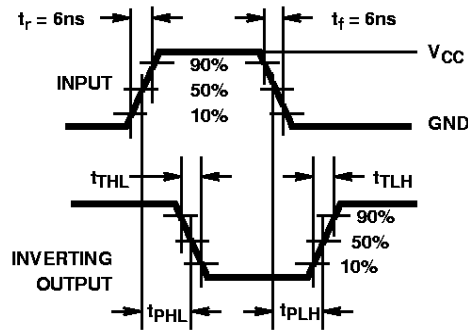 tr = 6ns
tf = 6ns
VCC
90%
INPUT
50%
10%
GND
tTHL
tTLH
90%
50%
INVERTING
OUTPUT
10%
tPHL
tPLH